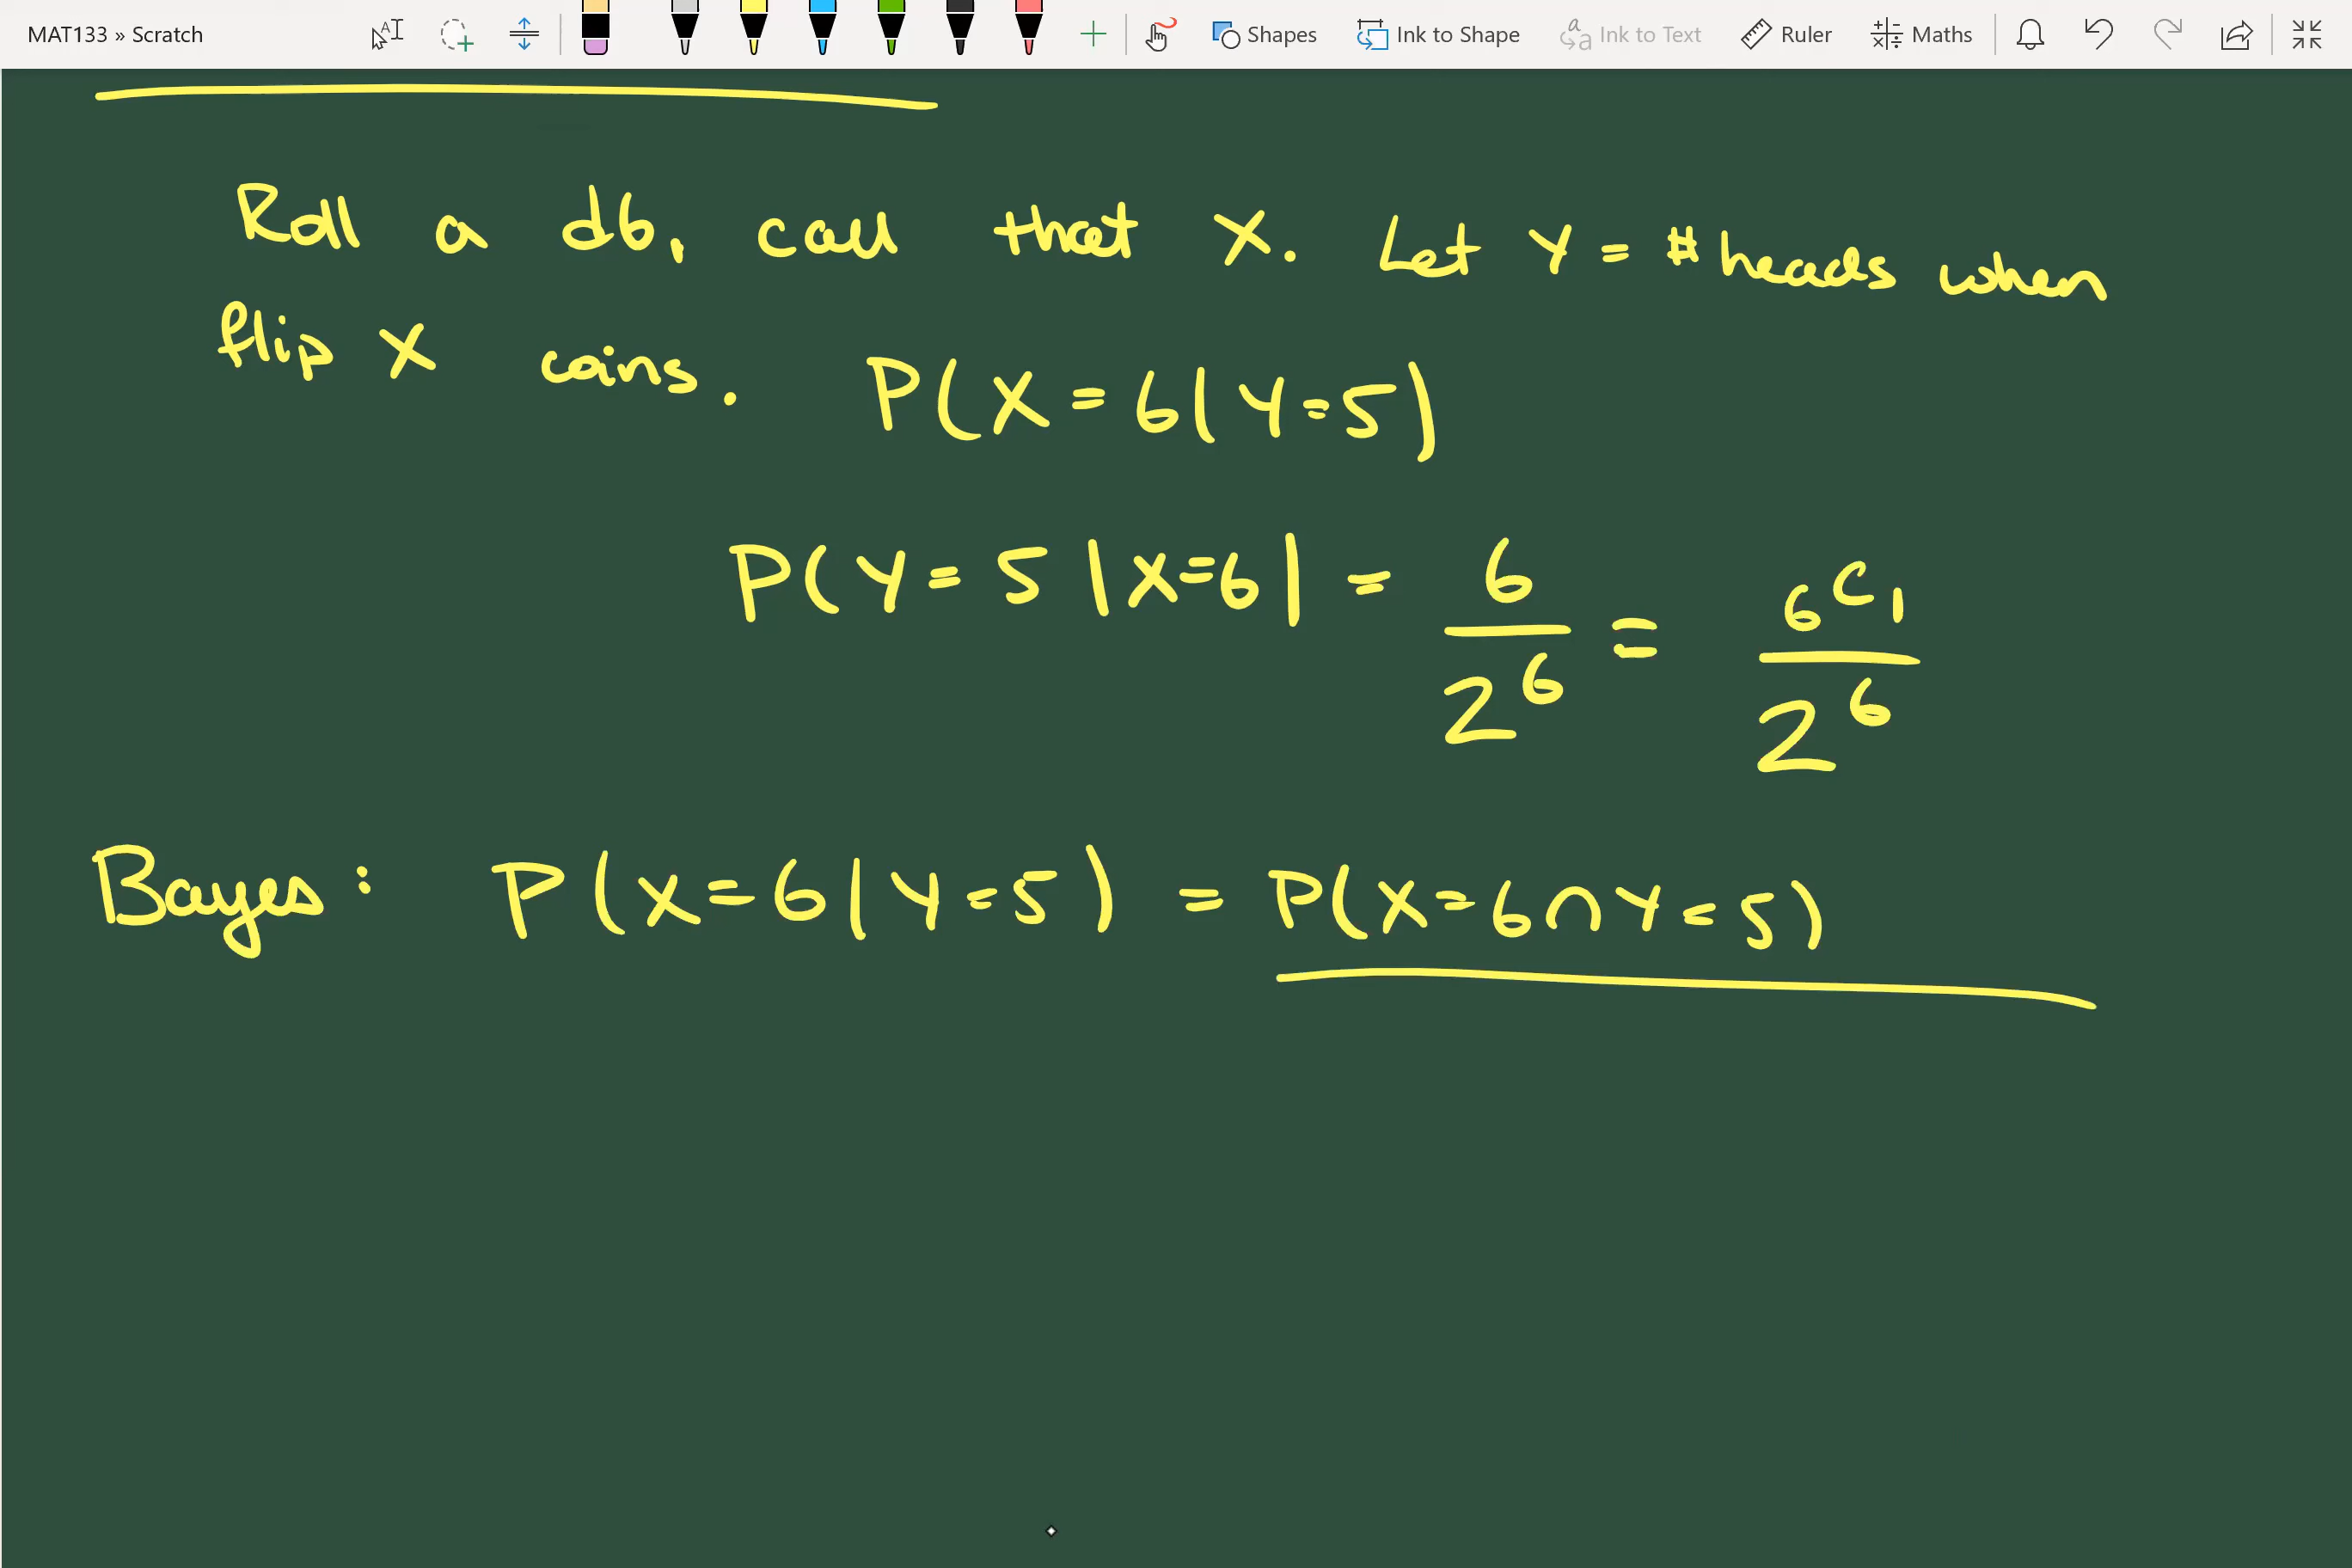 MAT133 » Scratch
Shapes Ink to Shape Ink to Text Ruler Maths
Roll a d6, call that X. Let Y = # heads when
flip X coins. P(X=6|Y=5)
P(Y=5|X=6| = 6/2^6 = 6C1/2^6
Bayes: P(X=6|Y=5) = P(X=6∩Y=5)